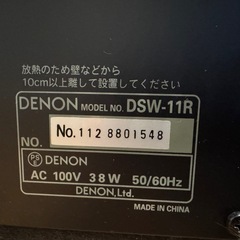 放熱のため壁などから
10cm以上離して設置してください
DENON MODEL NO. DSW-11R
NO. No. 112 8801548
PSE DENON
AC 100V 38W 50/60Hz
DENON, Ltd.
MADE IN CHINA